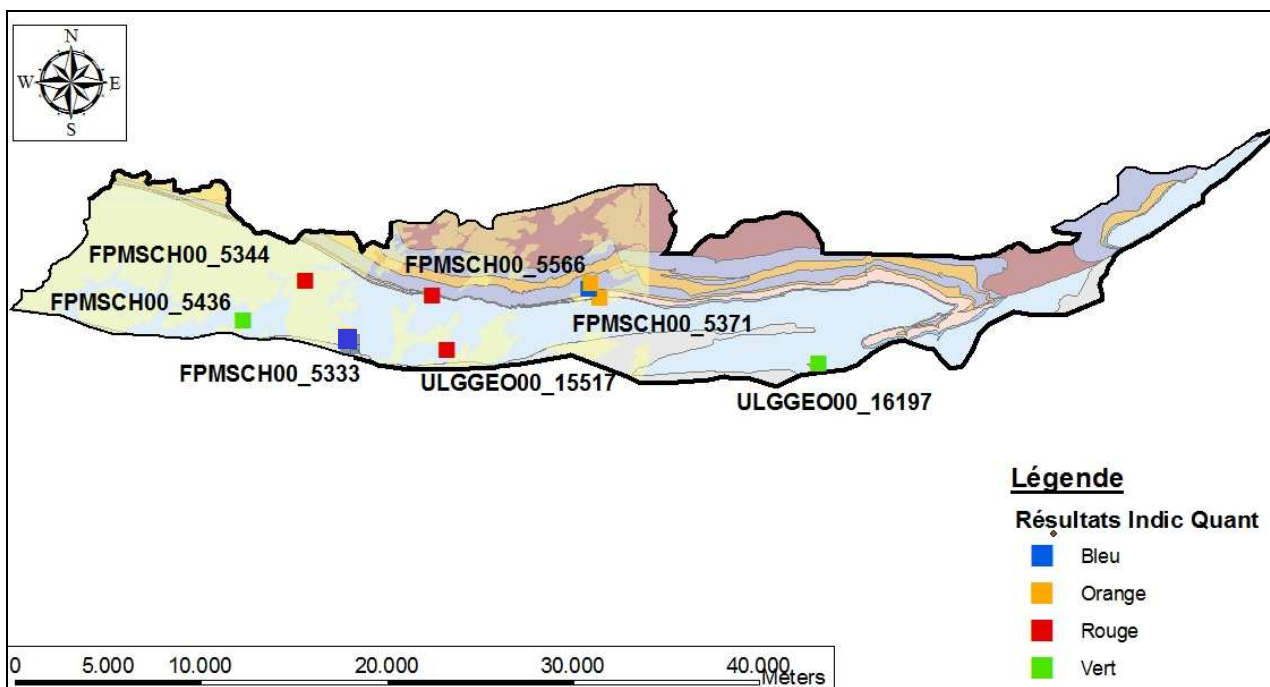 N
W E
S
FPMSCH00_5344
FPMSCH00_5566
FPMSCH00_5436
FPMSCH00_5371
FPMSCH00_5333
ULGGEO00_15517
ULGGEO00_16197
Légende
Résultats Indic Quant
Bleu
Orange
Rouge
Vert
0 5.000 10.000 20.000 30.000 40.000
Meters